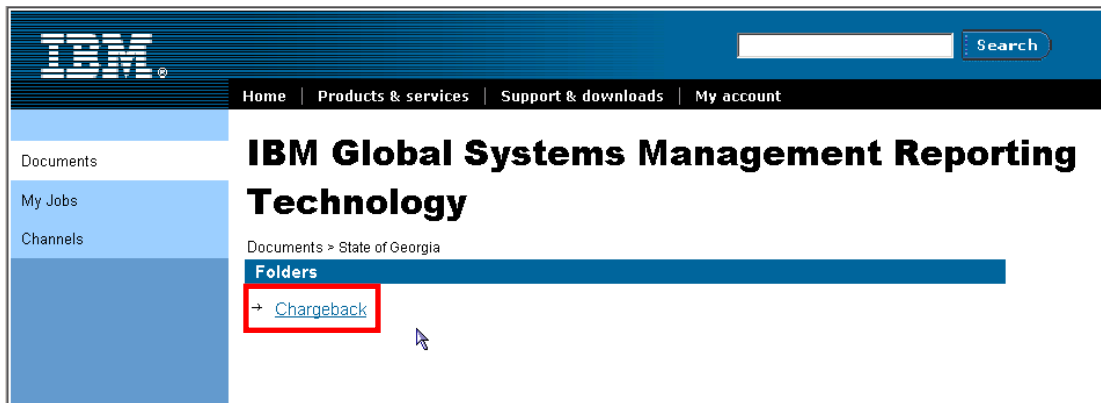 IBM®
Search
Home | Products & services | Support & downloads | My account
Documents
My Jobs
Channels
IBM Global Systems Management Reporting
Technology
Documents > State of Georgia
Folders
→ Chargeback